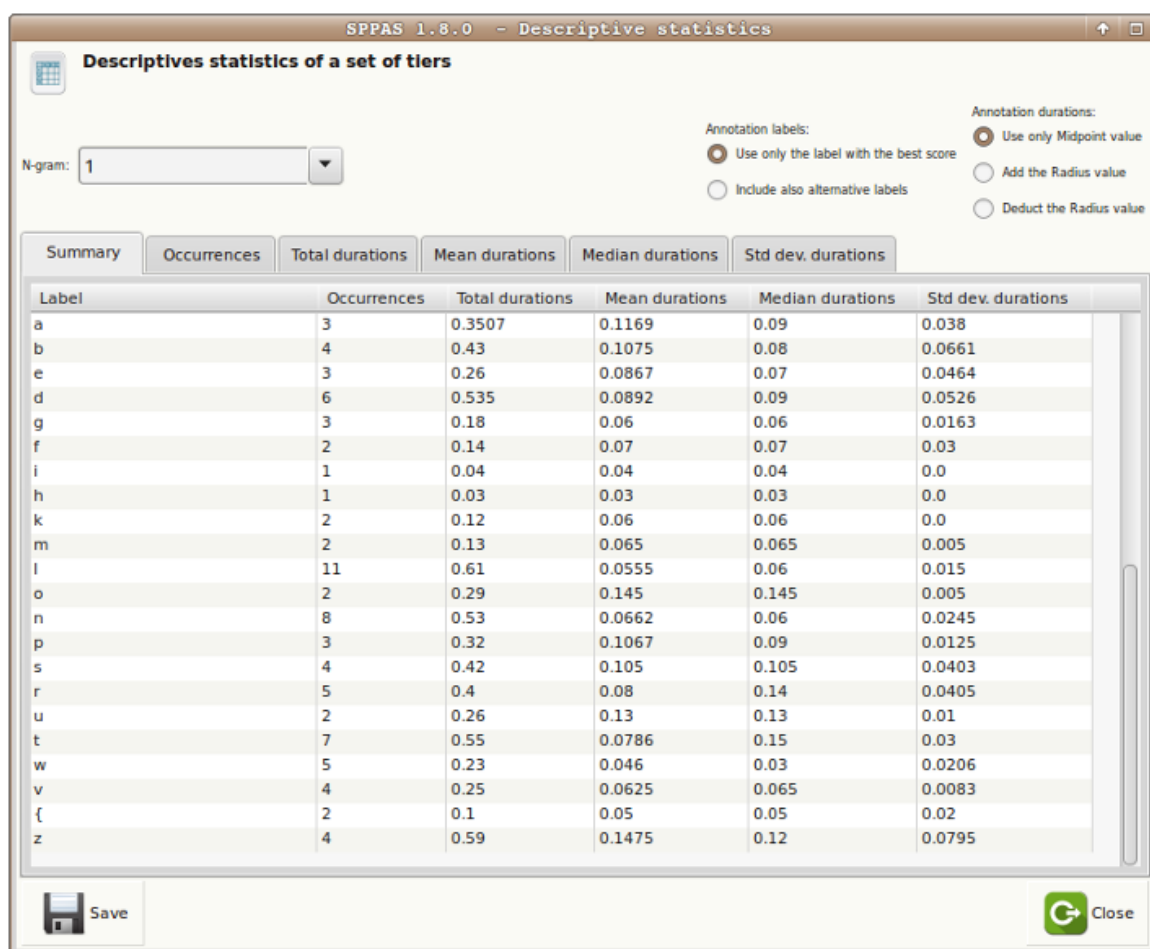 SPPAS 1.8.0 - Descriptive statistics
Descriptives statistics of a set of tiers
N-gram: 1
Annotation labels:
Use only the label with the best score
Include also alternative labels
Annotation durations:
Use only Midpoint value
Add the Radius value
Deduct the Radius value
Summary Occurrences Total durations Mean durations Median durations Std dev. durations
Label Occurrences Total durations Mean durations Median durations Std dev. durations
a 3 0.3507 0.1169 0.09 0.038
b 4 0.43 0.1075 0.08 0.0661
e 3 0.26 0.0867 0.07 0.0464
d 6 0.535 0.0892 0.09 0.0526
g 3 0.18 0.06 0.06 0.0163
f 2 0.14 0.07 0.07 0.03
i 1 0.04 0.04 0.04 0.0
h 1 0.03 0.03 0.03 0.0
k 2 0.12 0.06 0.06 0.0
m 2 0.13 0.065 0.065 0.005
l 11 0.61 0.0555 0.06 0.015
o 2 0.29 0.145 0.145 0.005
n 8 0.53 0.0662 0.06 0.0245
p 3 0.32 0.1067 0.09 0.0125
s 4 0.42 0.105 0.105 0.0403
r 5 0.4 0.08 0.14 0.0405
u 2 0.26 0.13 0.13 0.01
t 7 0.55 0.0786 0.15 0.03
w 5 0.23 0.046 0.03 0.0206
v 4 0.25 0.0625 0.065 0.0083
{ 2 0.1 0.05 0.05 0.02
z 4 0.59 0.1475 0.12 0.0795
Save
Close